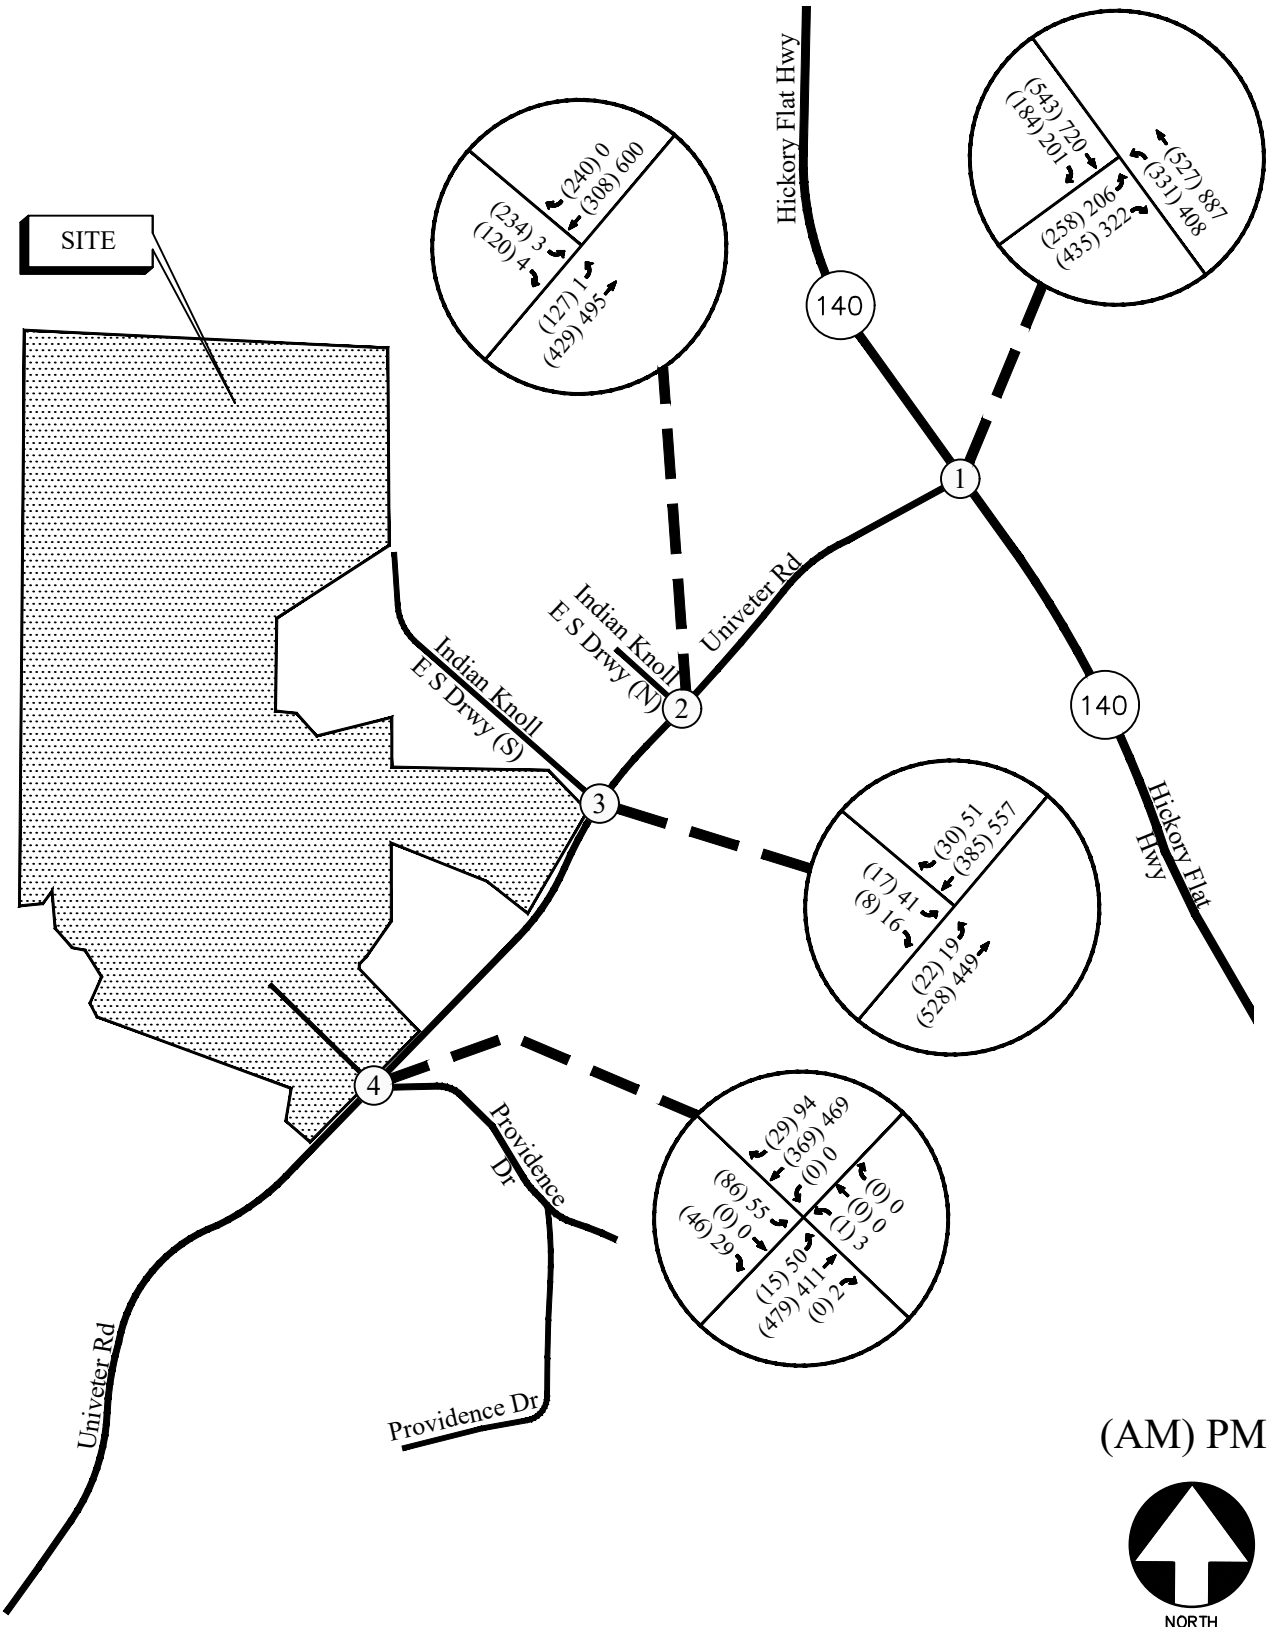 Hickory Flat Hwy
(543) 720
(184) 201
(527) 887
(331) 408
(258) 206
(435) 322
(240) 0
(308) 600
(234) 3
(120) 4
(127) 1
(429) 495
SITE
140
1
Univeter Rd
Indian Knoll
E S Drwy (N)
2
Indian Knoll
E S Drwy (S)
3
140
Hickory Flat
Hwy
(30) 51
(385) 557
(17) 41
(8) 16
(22) 19
(528) 449
4
Providence
Dr
(29) 94
(369) 469
(0) 0
(86) 55
(0) 0
(46) 29
(0) 0
(0) 0
(1) 3
(15) 50
(479) 411
(0) 2
Univeter Rd
Providence Dr
(AM) PM
NORTH